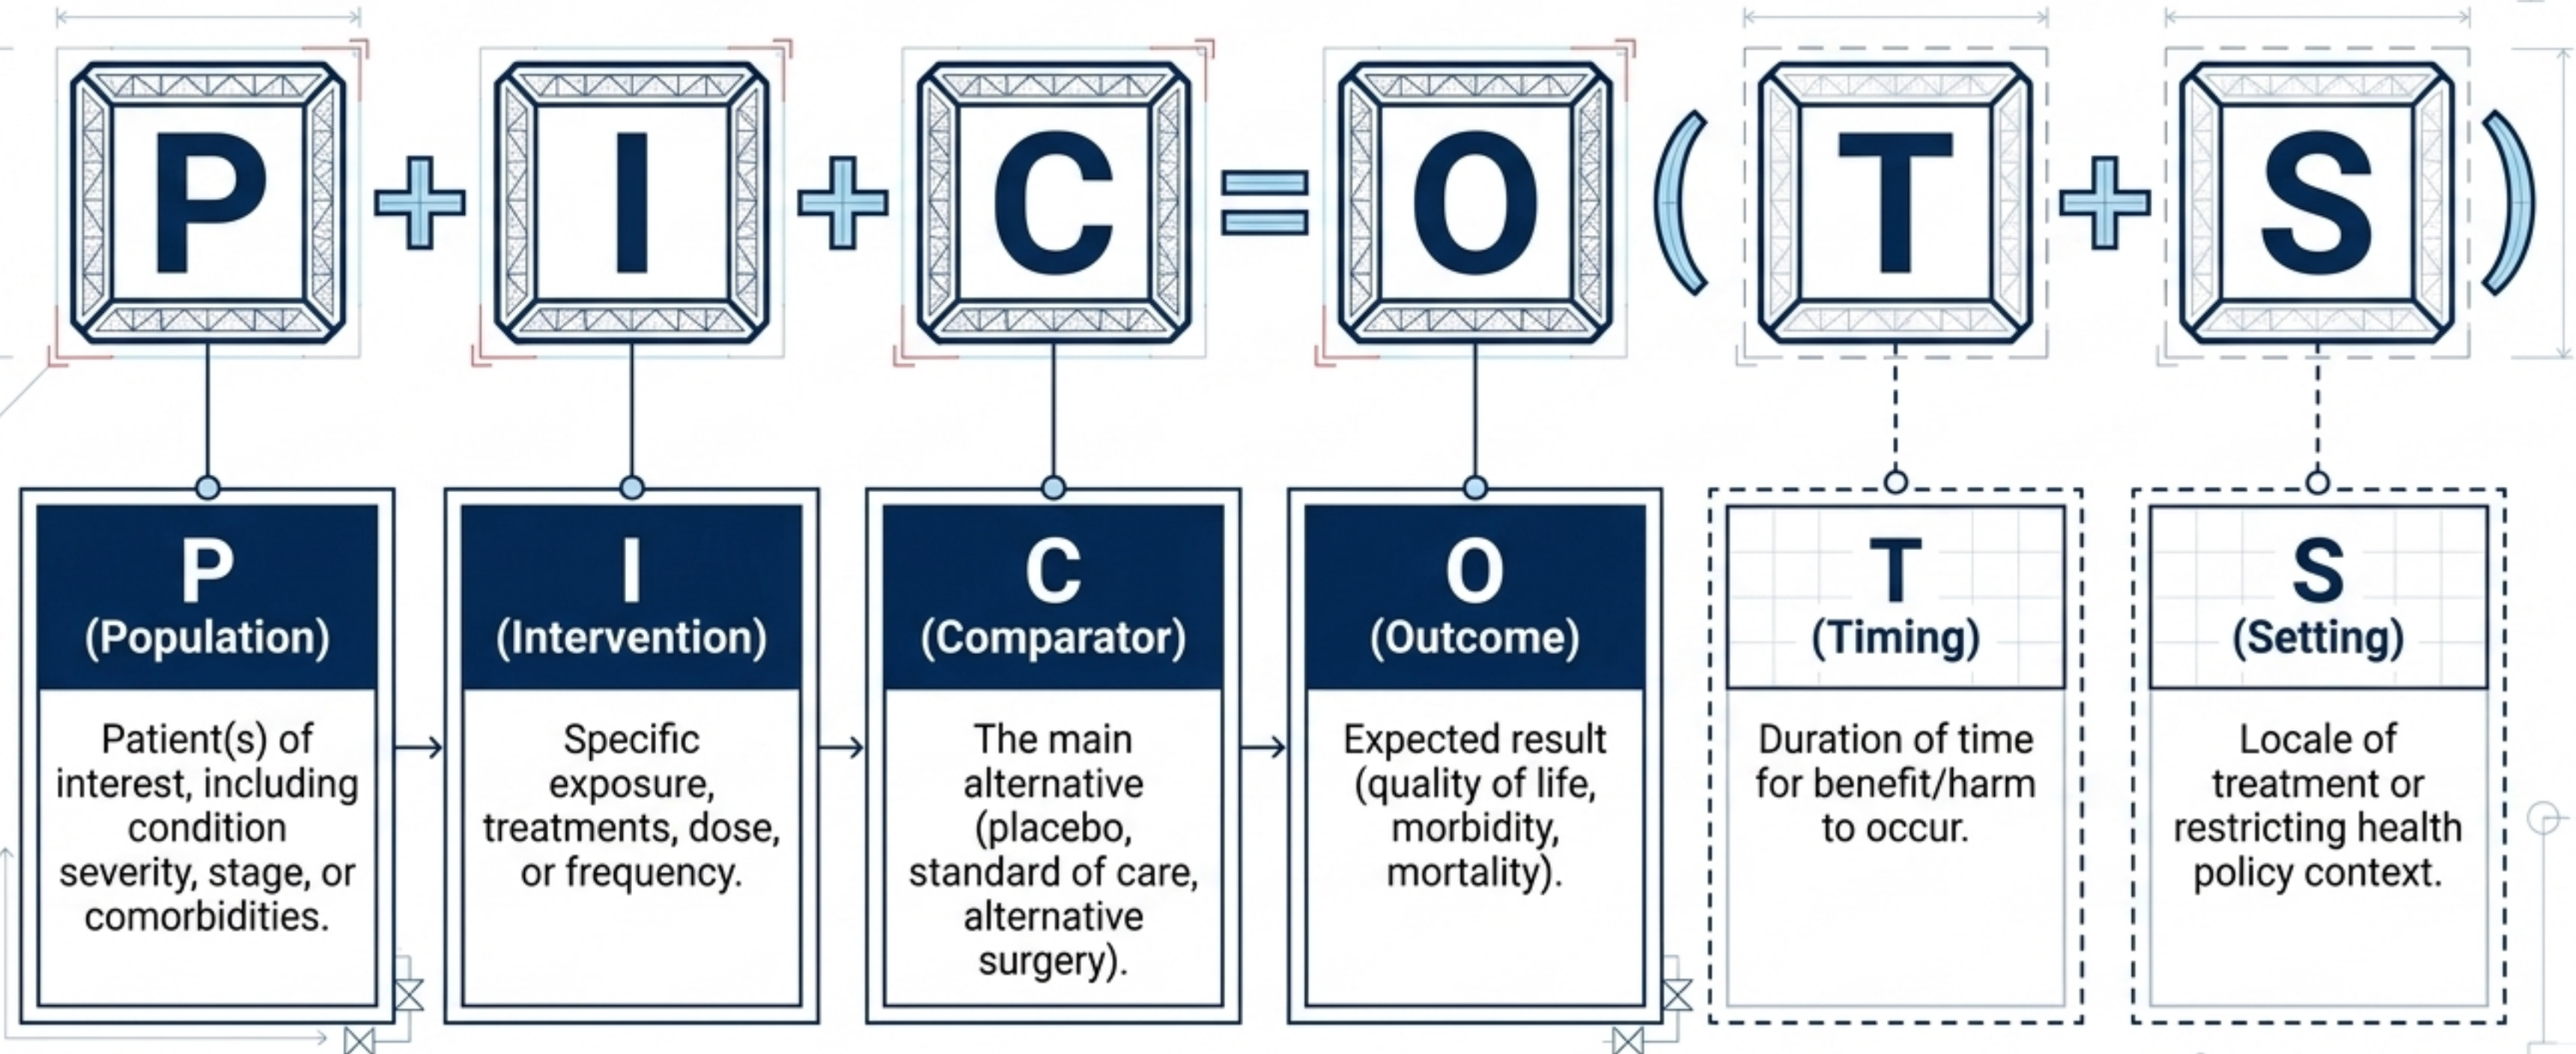 P + I + C = O ( T + S )
P
(Population)
Patient(s) of
interest, including
condition
severity, stage, or
comorbidities.
I
(Intervention)
Specific
exposure,
treatments, dose,
or frequency.
C
(Comparator)
The main
alternative
(placebo,
standard of care,
alternative
surgery).
O
(Outcome)
Expected result
(quality of life,
morbidity,
mortality).
T
(Timing)
Duration of time
for benefit/harm
to occur.
S
(Setting)
Locale of
treatment or
restricting health
policy context.